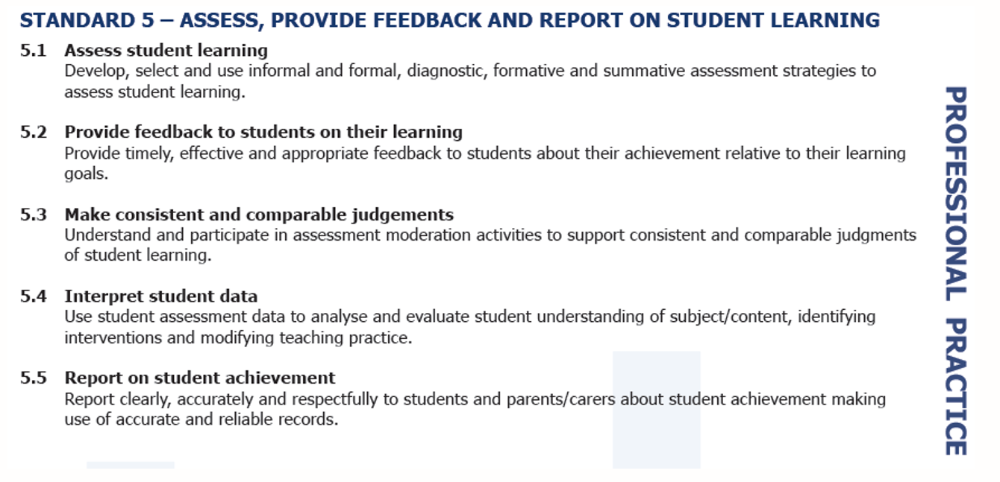 STANDARD 5 – ASSESS, PROVIDE FEEDBACK AND REPORT ON STUDENT LEARNING
5.1 Assess student learning
Develop, select and use informal and formal, diagnostic, formative and summative assessment strategies to
assess student learning.
5.2 Provide feedback to students on their learning
Provide timely, effective and appropriate feedback to students about their achievement relative to their learning
goals.
5.3 Make consistent and comparable judgements
Understand and participate in assessment moderation activities to support consistent and comparable judgments
of student learning.
5.4 Interpret student data
Use student assessment data to analyse and evaluate student understanding of subject/content, identifying
interventions and modifying teaching practice.
5.5 Report on student achievement
Report clearly, accurately and respectfully to students and parents/carers about student achievement making
use of accurate and reliable records.
PROFESSIONAL PRACTICE